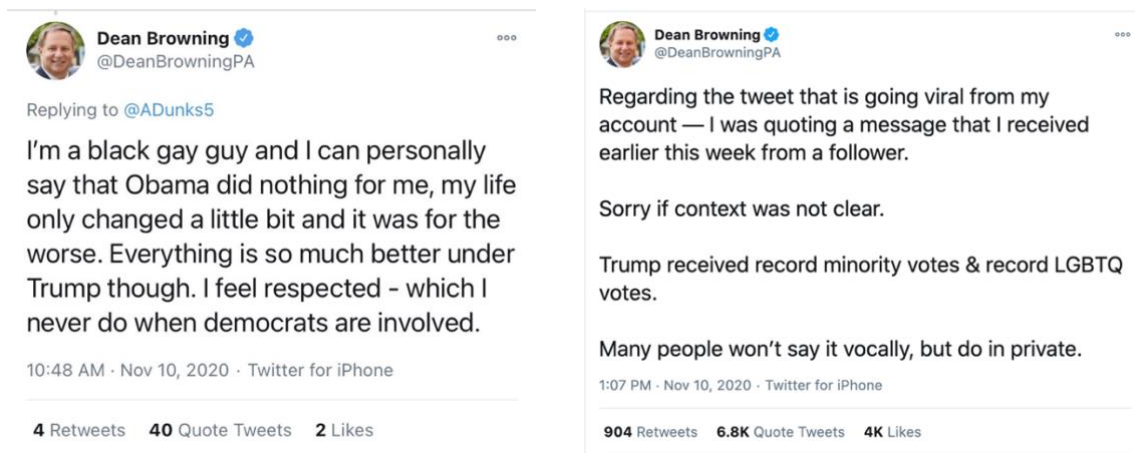 Dean Browning
@DeanBrowningPA
Replying to @ADunks5
I'm a black gay guy and I can personally
say that Obama did nothing for me, my life
only changed a little bit and it was for the
worse. Everything is so much better under
Trump though. I feel respected - which I
never do when democrats are involved.
10:48 AM · Nov 10, 2020 · Twitter for iPhone
4 Retweets 40 Quote Tweets 2 Likes
Dean Browning
@DeanBrowningPA
Regarding the tweet that is going viral from my
account — I was quoting a message that I received
earlier this week from a follower.
Sorry if context was not clear.
Trump received record minority votes & record LGBTQ
votes.
Many people won't say it vocally, but do in private.
1:07 PM · Nov 10, 2020 · Twitter for iPhone
904 Retweets 6.8K Quote Tweets 4K Likes